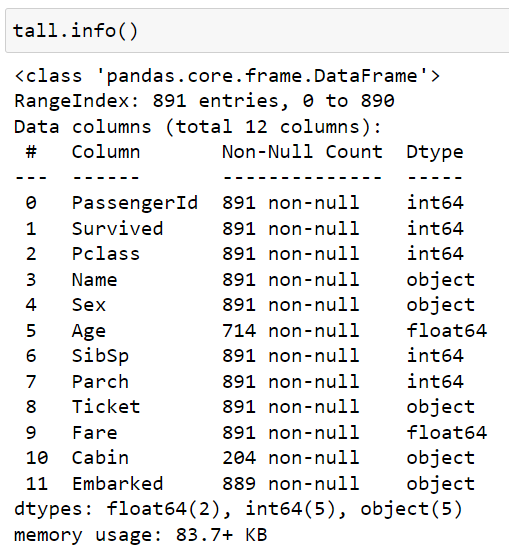 tall.info()
<class 'pandas.core.frame.DataFrame'>
RangeIndex: 891 entries, 0 to 890
Data columns (total 12 columns):
 #   Column       Non-Null Count  Dtype
---  ------       --------------  -----
 0   PassengerId  891 non-null    int64
 1   Survived     891 non-null    int64
 2   Pclass       891 non-null    int64
 3   Name         891 non-null    object
 4   Sex          891 non-null    object
 5   Age          714 non-null    float64
 6   SibSp        891 non-null    int64
 7   Parch        891 non-null    int64
 8   Ticket       891 non-null    object
 9   Fare         891 non-null    float64
 10  Cabin        204 non-null    object
 11  Embarked     889 non-null    object
dtypes: float64(2), int64(5), object(5)
memory usage: 83.7+ KB